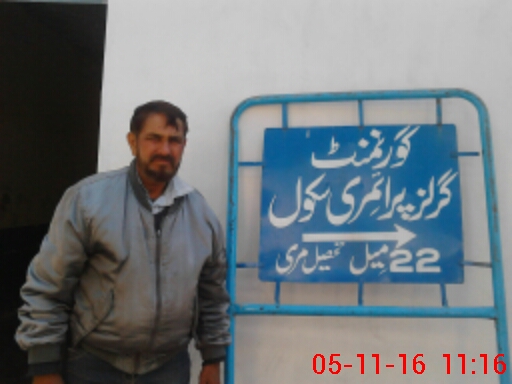 گورنمنٹ
گرلز پرائمری سکول
22 میل تحصیل مری
05-11-16 11:16